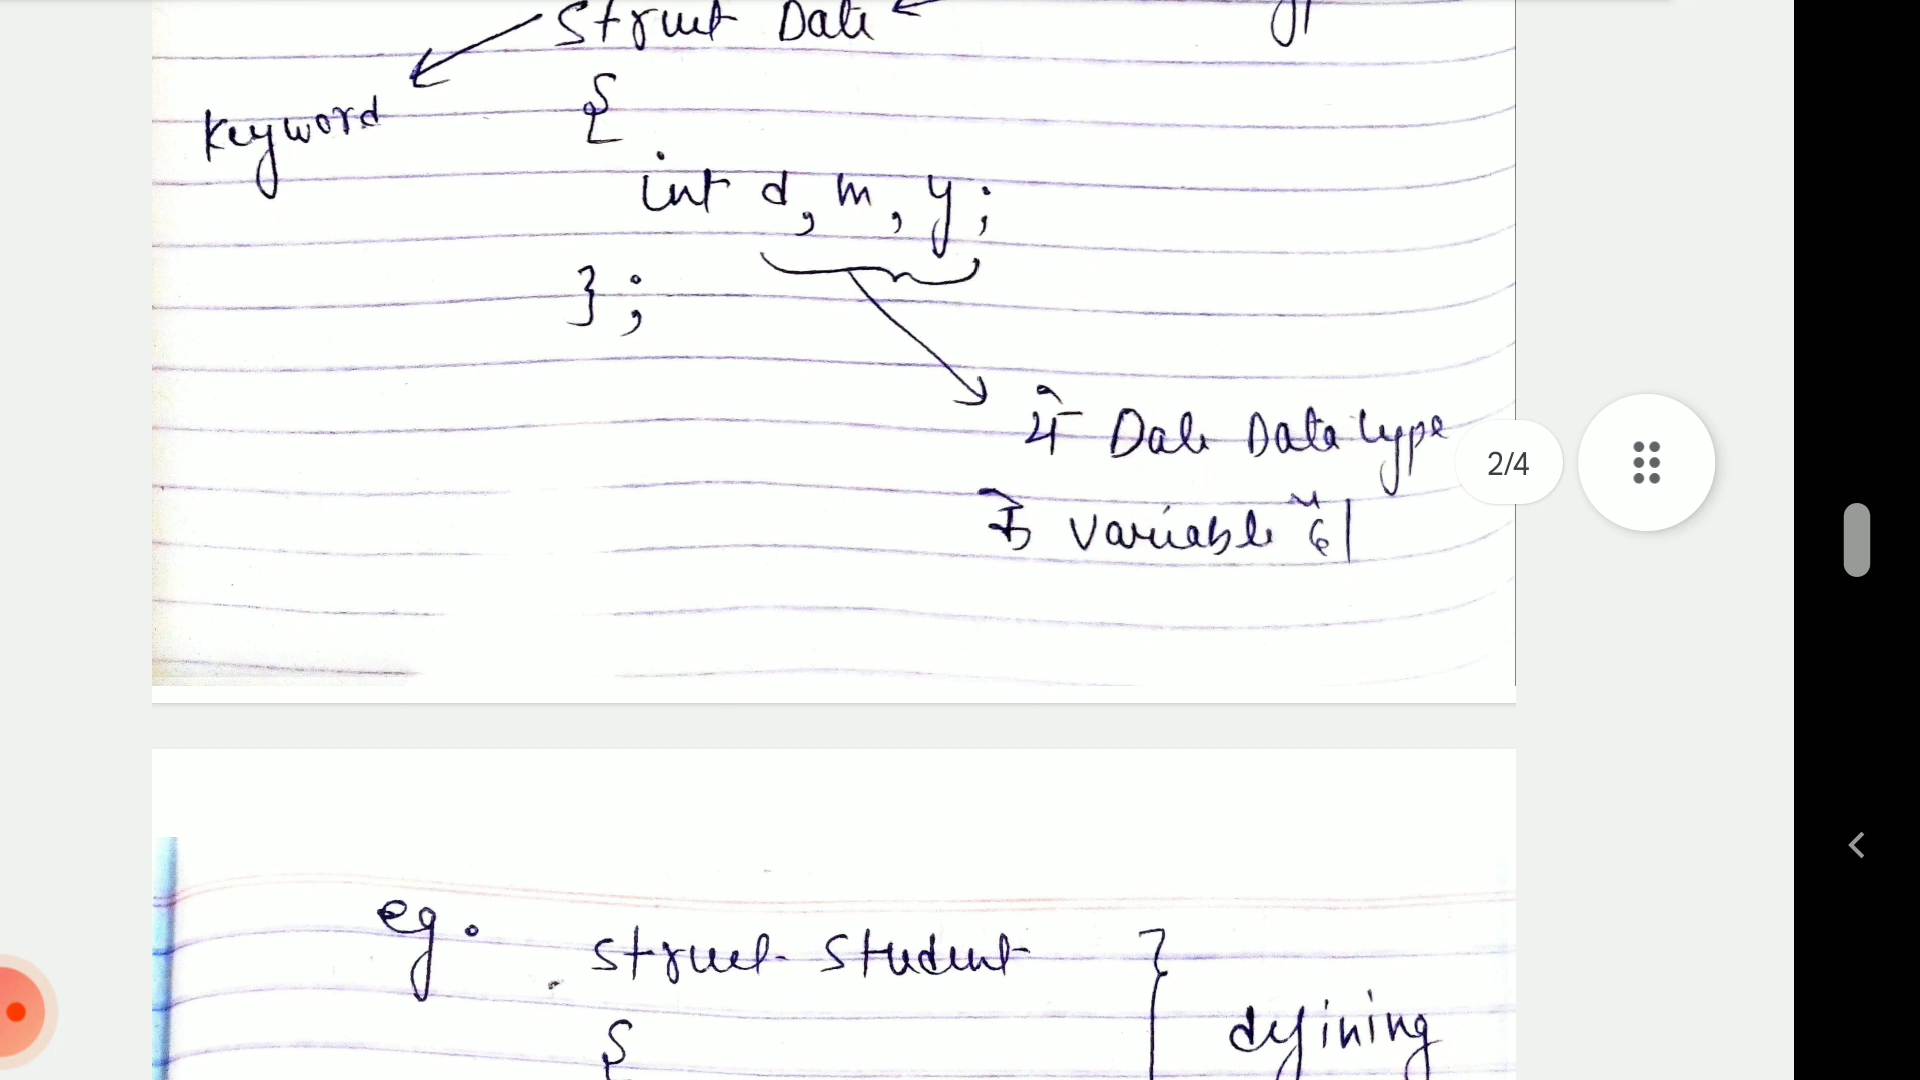 struct Date
Keyword
{
int d, m, y;
};
ये Date Data type
के variable हैं।
2/4
eg. struct Student
{
defining